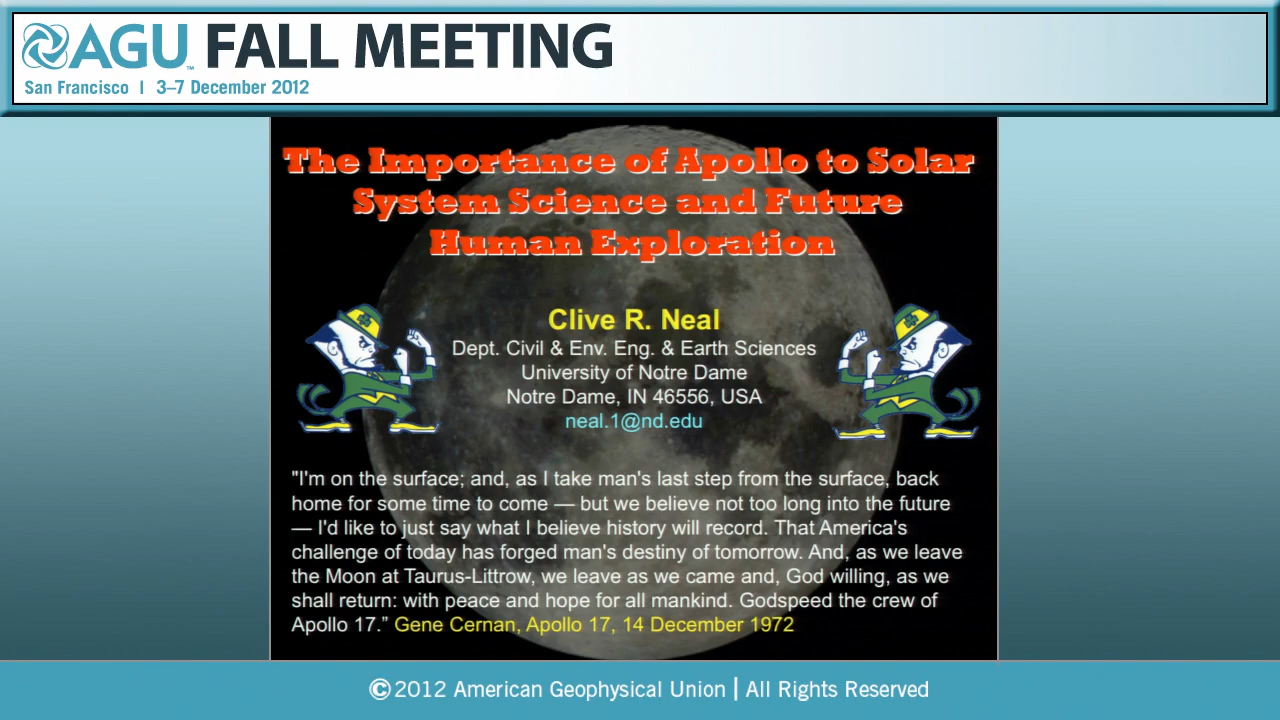 AGU™ FALL MEETING
San Francisco | 3–7 December 2012
The Importance of Apollo to Solar
System Science and Future
Human Exploration
Clive R. Neal
Dept. Civil & Env. Eng. & Earth Sciences
University of Notre Dame
Notre Dame, IN 46556, USA
neal.1@nd.edu
"I'm on the surface; and, as I take man's last step from the surface, back
home for some time to come — but we believe not too long into the future
— I'd like to just say what I believe history will record. That America's
challenge of today has forged man's destiny of tomorrow. And, as we leave
the Moon at Taurus-Littrow, we leave as we came and, God willing, as we
shall return: with peace and hope for all mankind. Godspeed the crew of
Apollo 17.” Gene Cernan, Apollo 17, 14 December 1972
©2012 American Geophysical Union | All Rights Reserved